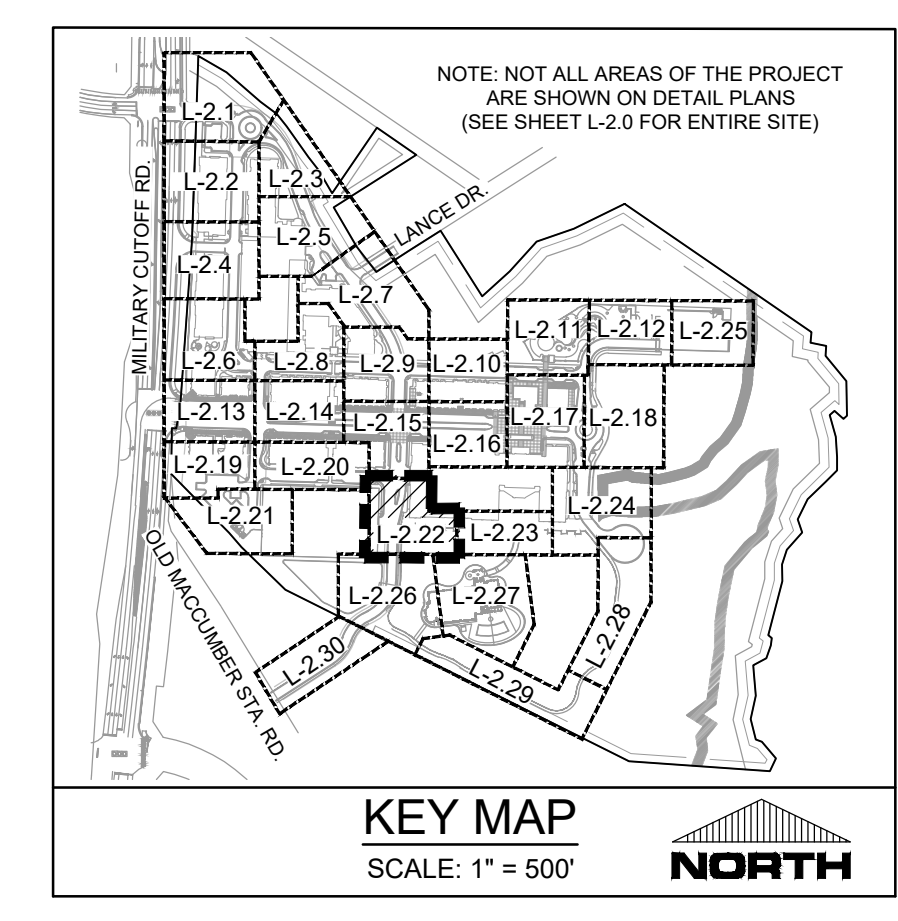 NOTE: NOT ALL AREAS OF THE PROJECT
ARE SHOWN ON DETAIL PLANS
(SEE SHEET L-2.0 FOR ENTIRE SITE)
MILITARY CUTOFF RD.
LANCE DR.
OLD MACCUMBER STA. RD.
L-2.1
L-2.2
L-2.3
L-2.4
L-2.5
L-2.6
L-2.7
L-2.8
L-2.9
L-2.10
L-2.11
L-2.12
L-2.25
L-2.13
L-2.14
L-2.15
L-2.16
L-2.17
L-2.18
L-2.19
L-2.20
L-2.21
L-2.22
L-2.23
L-2.24
L-2.26
L-2.27
L-2.28
L-2.29
L-2.30
KEY MAP
SCALE: 1" = 500'
NORTH